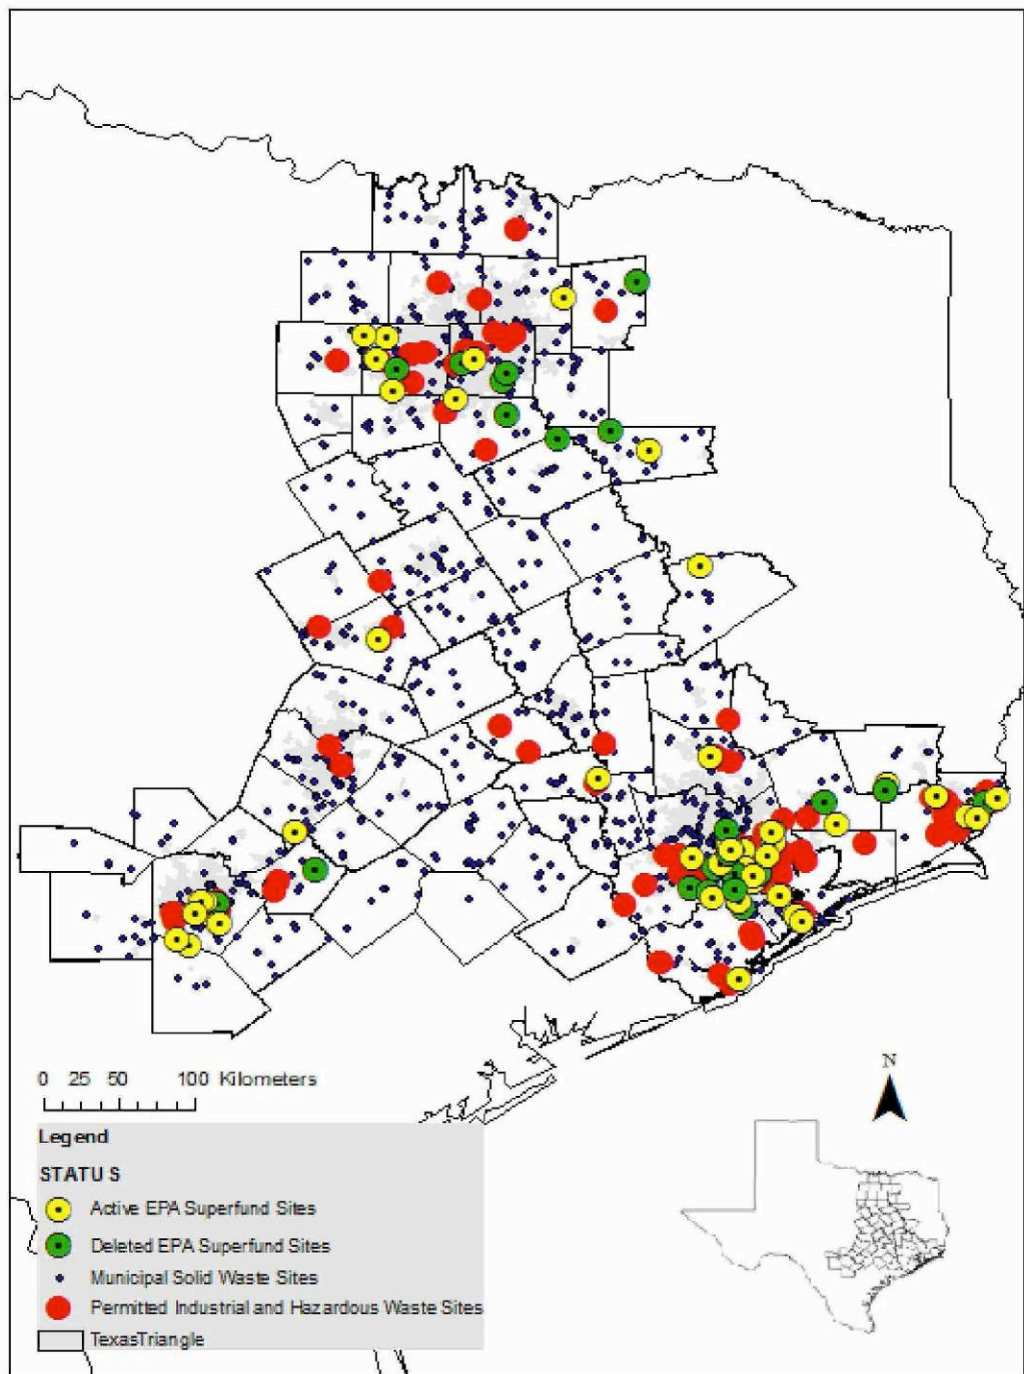 0 25 50 100 Kilometers
N
Legend
STATUS
Active EPA Superfund Sites
Deleted EPA Superfund Sites
Municipal Solid Waste Sites
Permitted Industrial and Hazardous Waste Sites
TexasTriangle